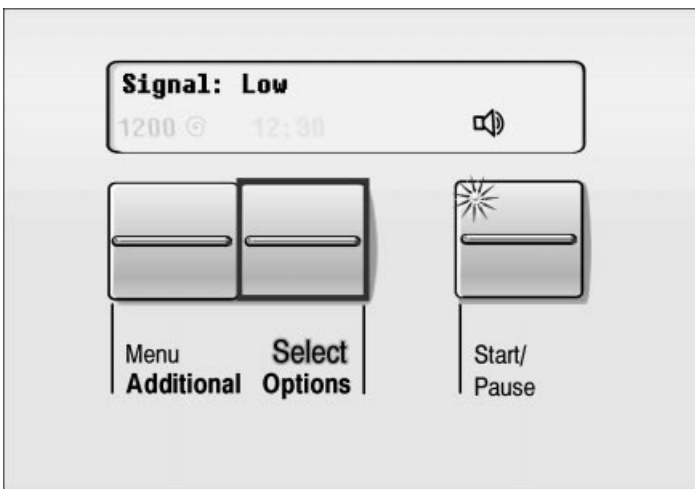 Signal: Low
1200 12:30
Menu Select
Additional Options
Start/
Pause